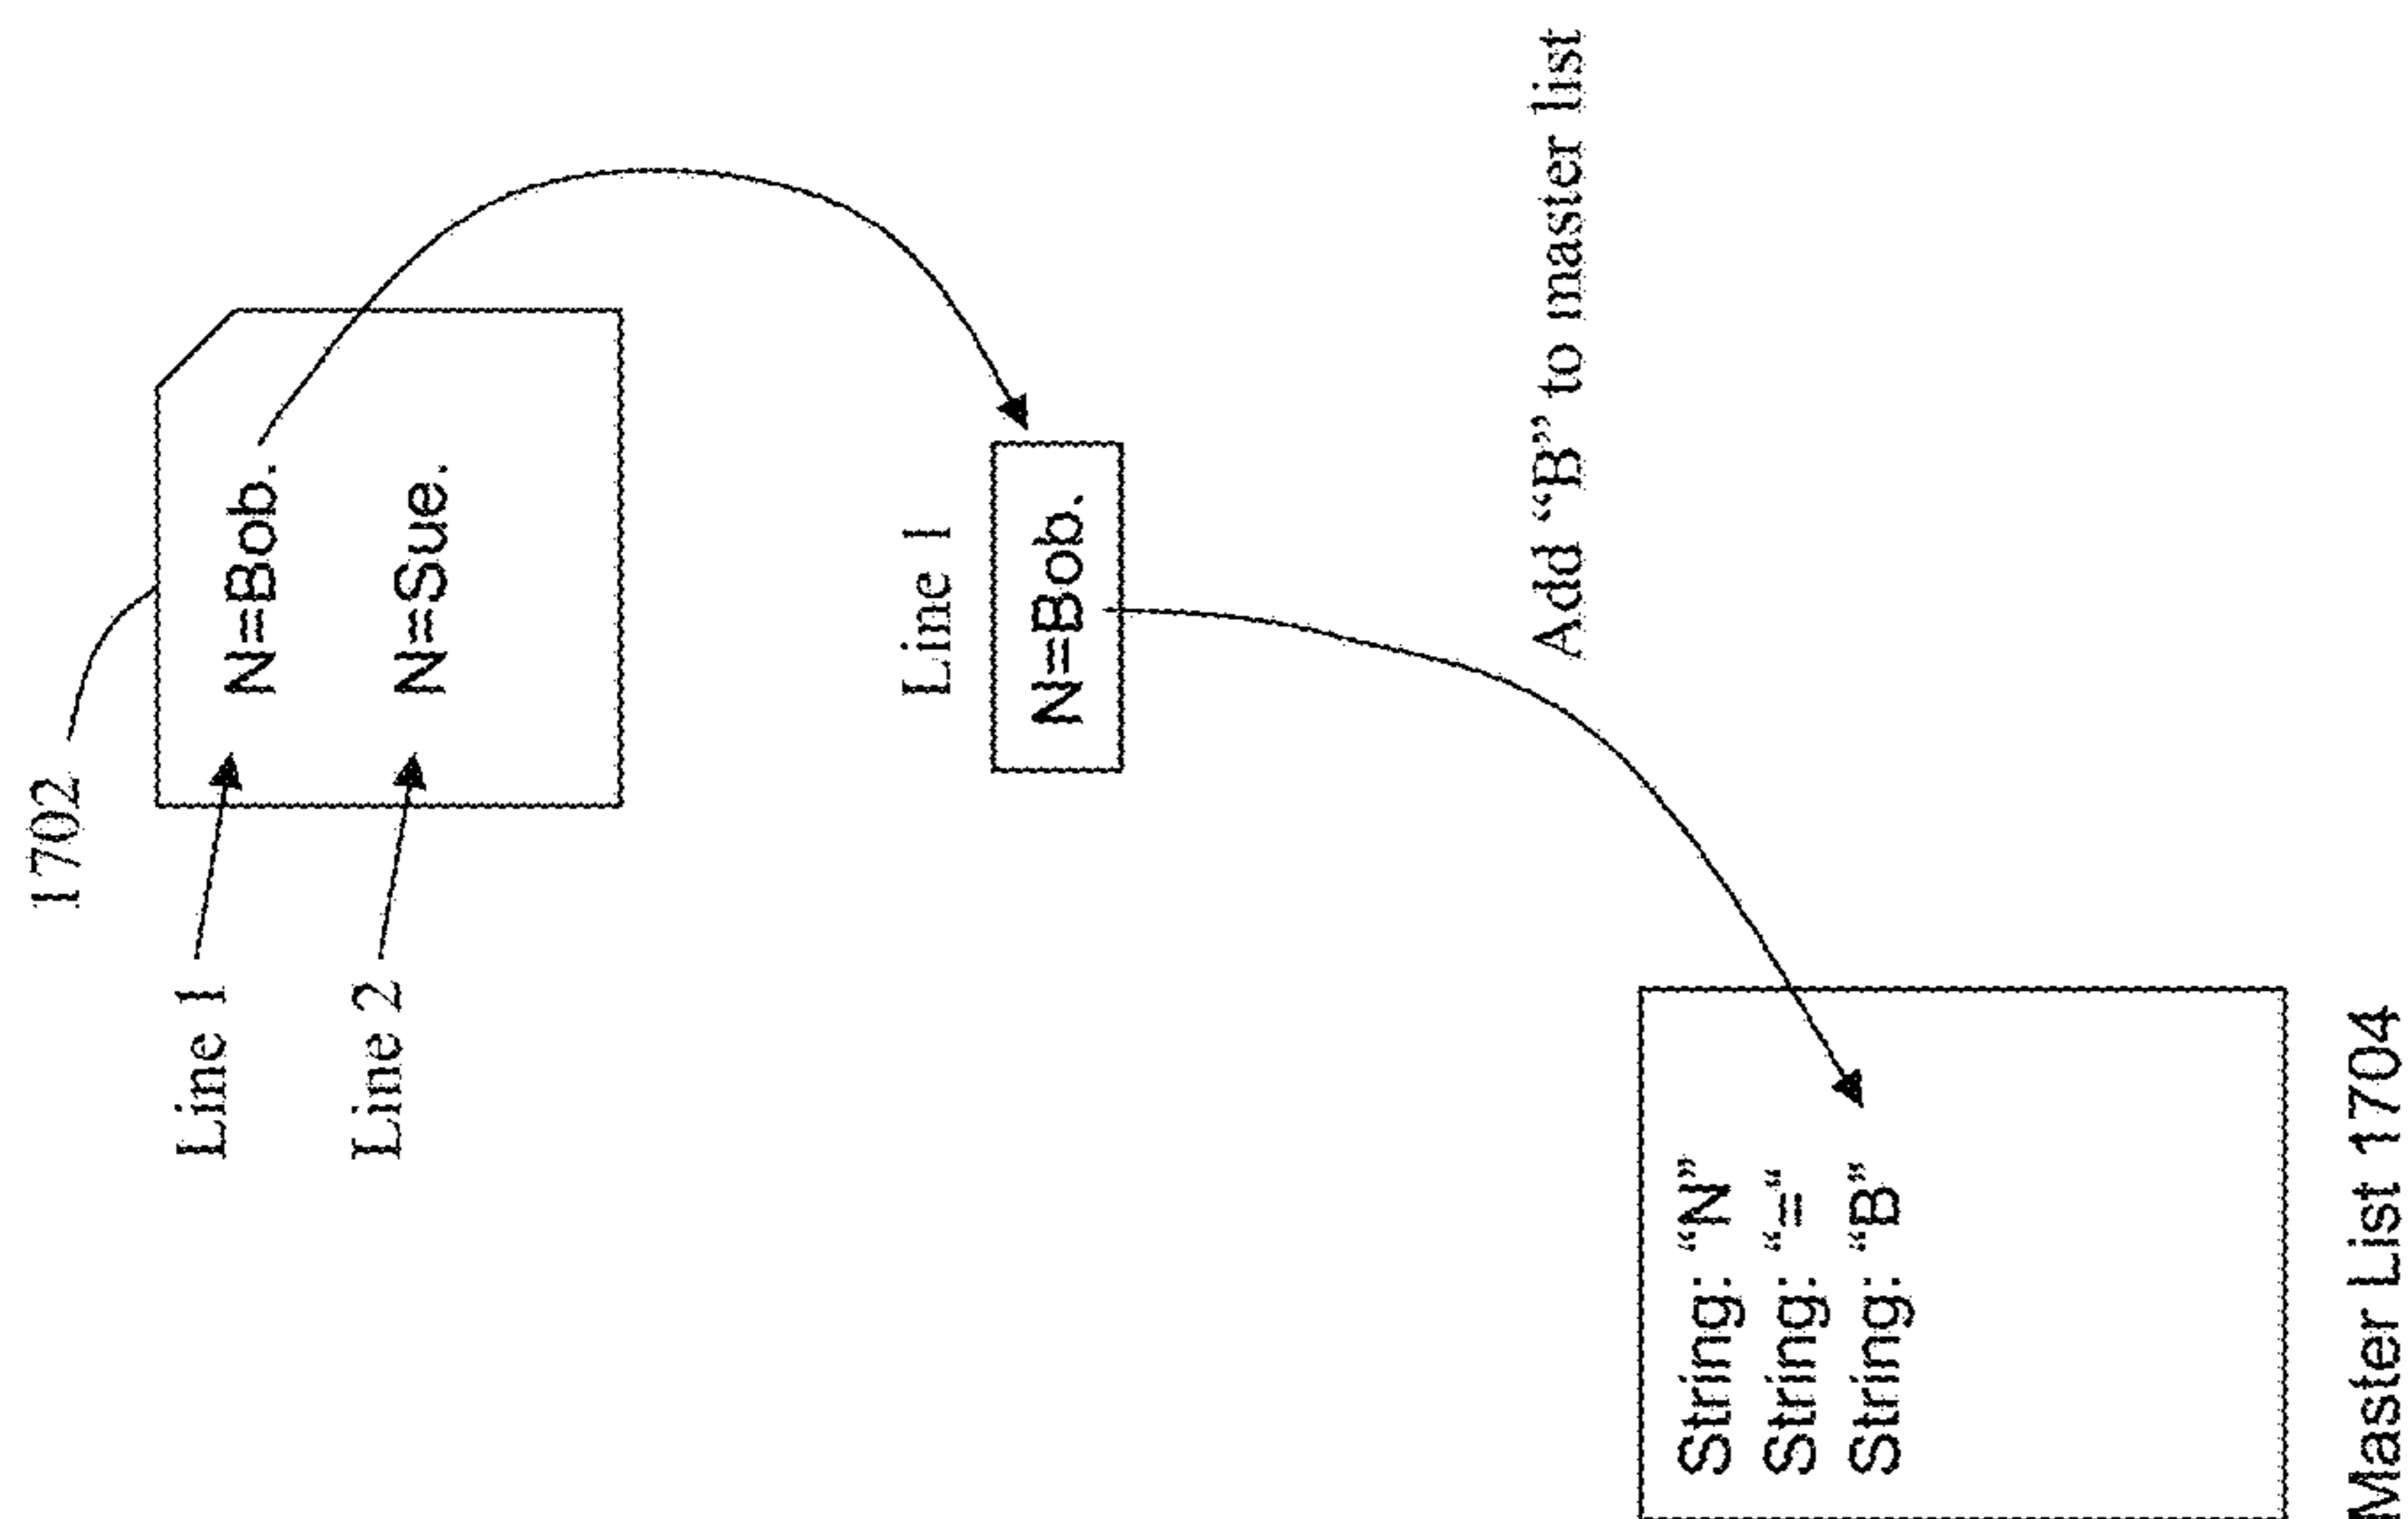 1702
Line 1
N=Bob.
Line 2
N=Sue.
Line 1
N=Bob.
Add “B” to master list
String: “N”
String: “=“
String: “B”
Master List 1704